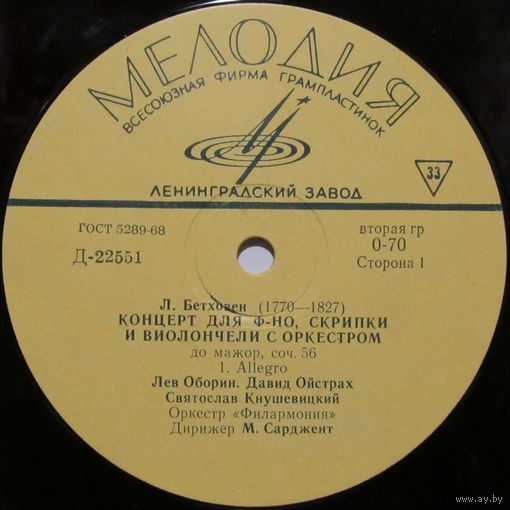 МЕЛОДИЯ
ВСЕСОЮЗНАЯ ФИРМА ГРАМПЛАСТИНОК
ЛЕНИНГРАДСКИЙ ЗАВОД
33
ГОСТ 5289-68
вторая гр
Д-22551
0-70
Сторона 1
Л. Бетховен (1770—1827)
КОНЦЕРТ ДЛЯ Ф-НО, СКРИПКИ
И ВИОЛОНЧЕЛИ С ОРКЕСТРОМ
до мажор, соч. 56
1. Allegro
Лев Оборин. Давид Ойстрах
Святослав Кнушевицкий
Оркестр «Филармония»
Дирижер М. Сарджент
www.ay.by